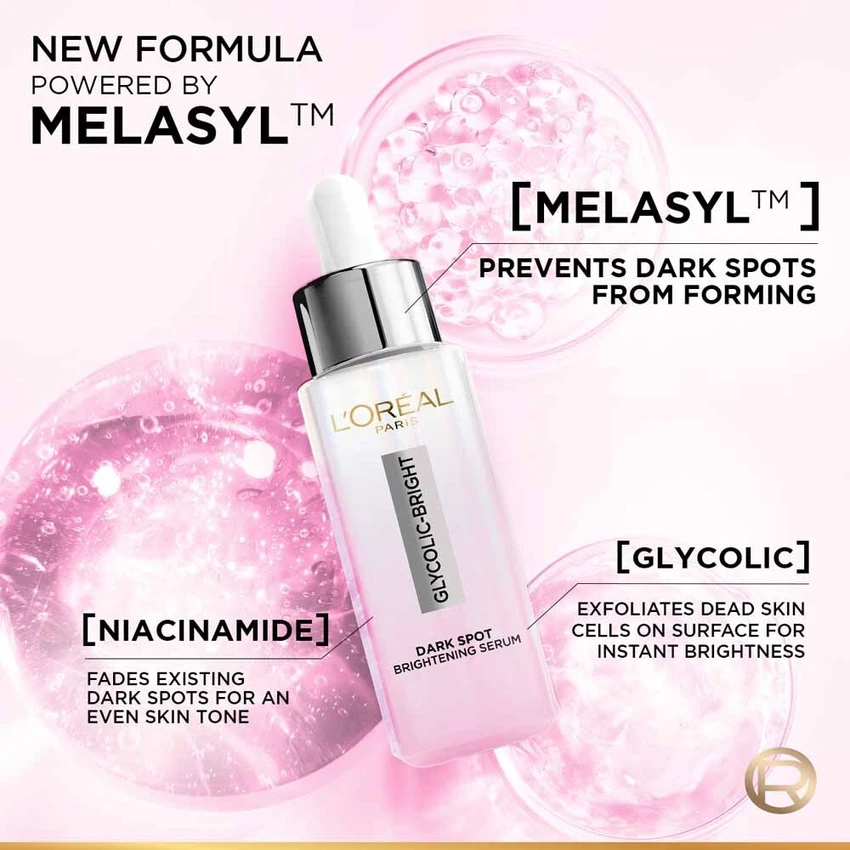 NEW FORMULA
POWERED BY
MELASYL™
[MELASYL™]
PREVENTS DARK SPOTS
FROM FORMING
L'ORÉAL
PARIS
GLYCOLIC-BRIGHT
DARK SPOT
BRIGHTENING SERUM
[GLYCOLIC]
EXFOLIATES DEAD SKIN
CELLS ON SURFACE FOR
INSTANT BRIGHTNESS
[NIACINAMIDE]
FADES EXISTING
DARK SPOTS FOR AN
EVEN SKIN TONE